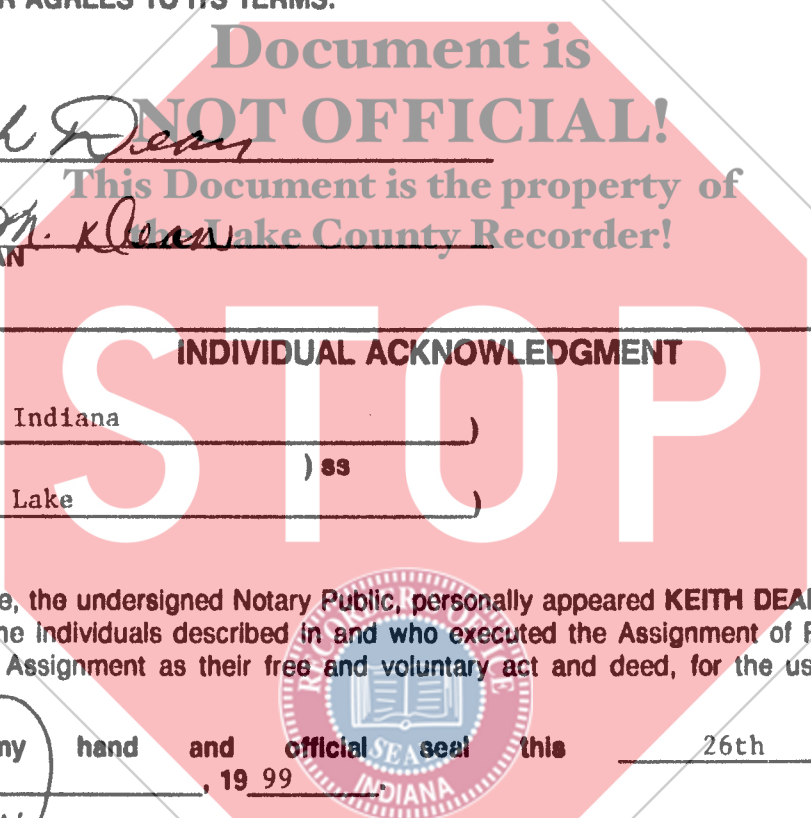 R AGREES TO ITS TERMS.
Document is
NOT OFFICIAL!
Dean
This Document is the property of
the Lake County Recorder!
M. Dean
AN
STOP
INDIVIDUAL ACKNOWLEDGMENT
Indiana )
) ss
Lake )
e, the undersigned Notary Public, personally appeared KEITH DEA
he individuals described in and who executed the Assignment of
Assignment as their free and voluntary act and deed, for the us
RECORDER'S OFFICE
my hand and official seal this 26th
SEAL
, 19 99 .
INDIANA